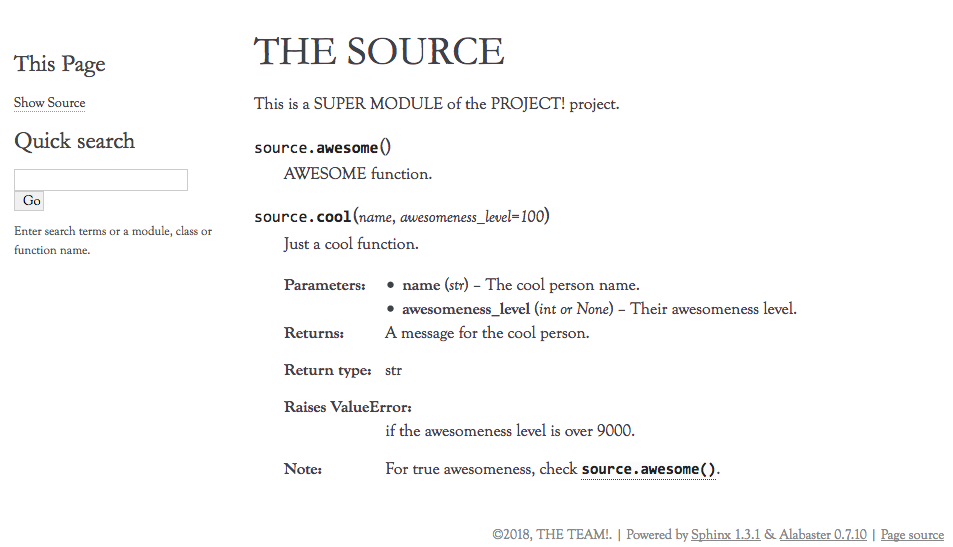 This Page
Show Source
Quick search
Go
Enter search terms or a module, class or
function name.
THE SOURCE
This is a SUPER MODULE of the PROJECT! project.
source.awesome()
AWESOME function.
source.cool(name, awesomeness_level=100)
Just a cool function.
Parameters: • name (str) – The cool person name.
• awesomeness_level (int or None) – Their awesomeness level.
Returns: A message for the cool person.
Return type: str
Raises ValueError:
if the awesomeness level is over 9000.
Note: For true awesomeness, check source.awesome().
©2018, THE TEAM!. | Powered by Sphinx 1.3.1 & Alabaster 0.7.10 | Page source